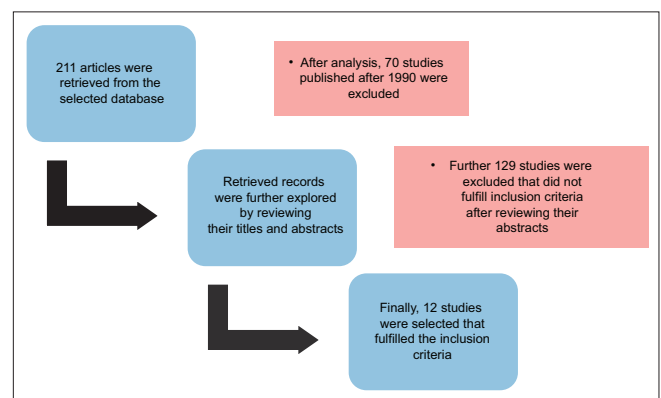 211 articles were
retrieved from the
selected database
• After analysis, 70 studies
published after 1990 were
excluded
Retrieved records
were further explored
by reviewing
their titles and abstracts
• Further 129 studies were
excluded that did not
fulfill inclusion criteria
after reviewing their
abstracts
Finally, 12 studies
were selected that
fulfilled the inclusion
criteria